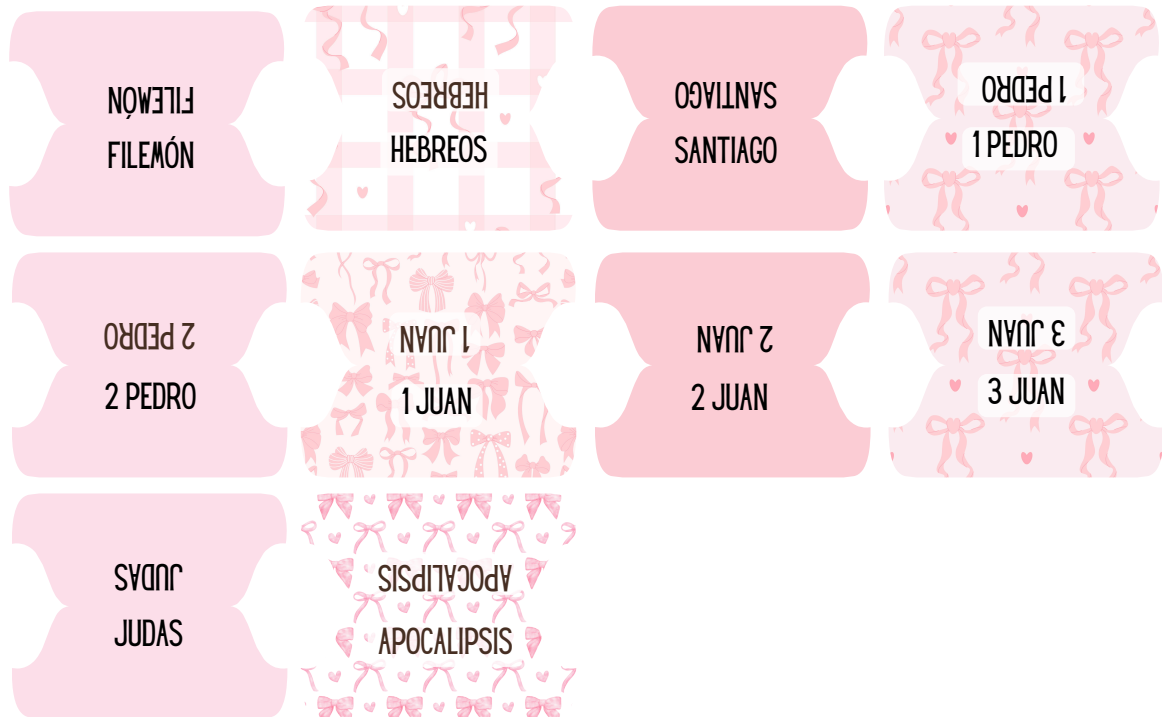 FILEMÓN
FILEMÓN
HEBREOS
HEBREOS
SANTIAGO
SANTIAGO
1 PEDRO
1 PEDRO
2 PEDRO
2 PEDRO
1 JUAN
1 JUAN
2 JUAN
2 JUAN
3 JUAN
3 JUAN
JUDAS
JUDAS
APOCALIPSIS
APOCALIPSIS